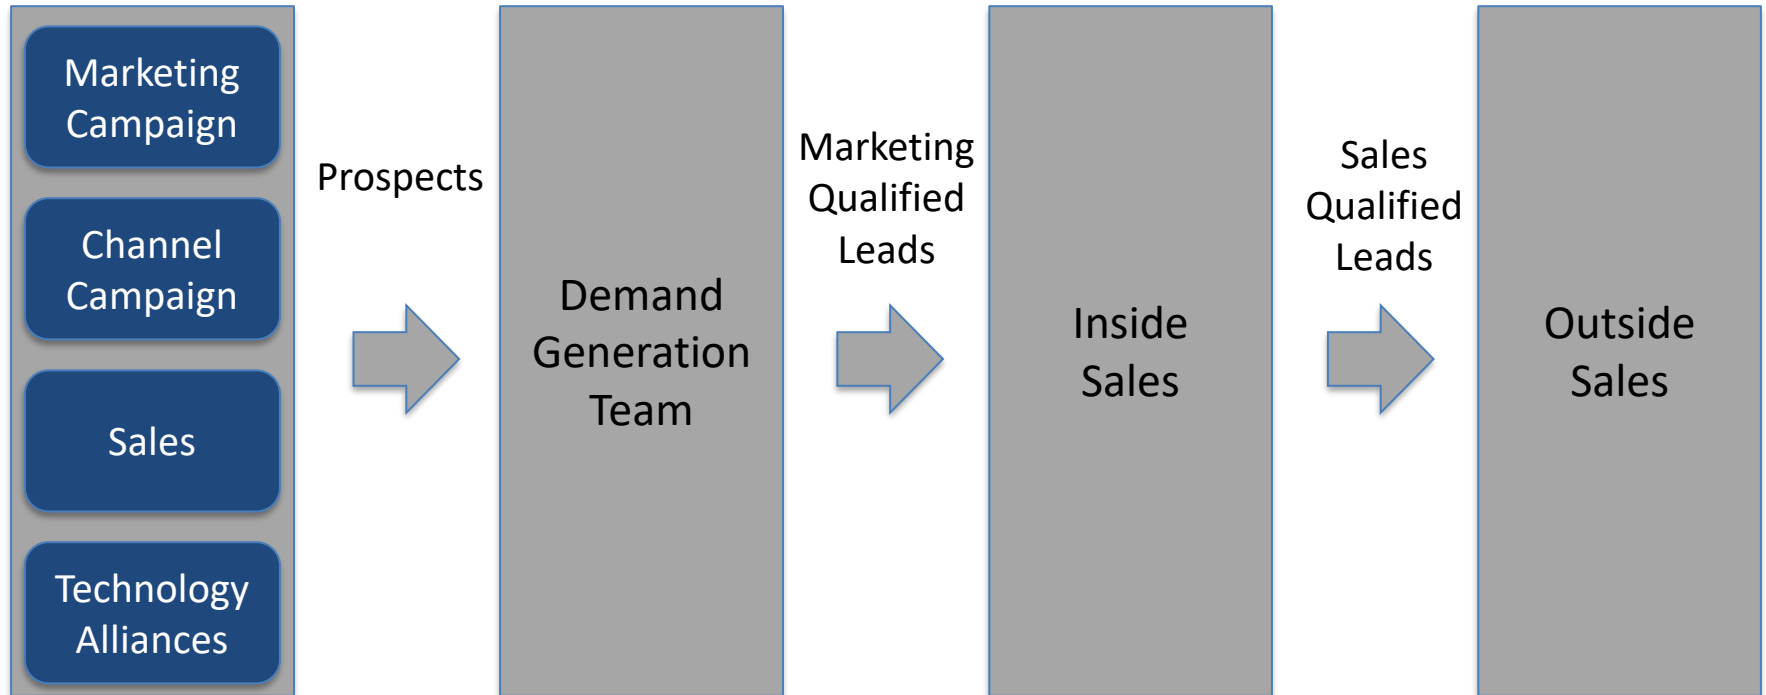 Marketing
Campaign
Channel
Campaign
Sales
Technology
Alliances
Prospects
Demand
Generation
Team
Marketing
Qualified
Leads
Inside
Sales
Sales
Qualified
Leads
Outside
Sales